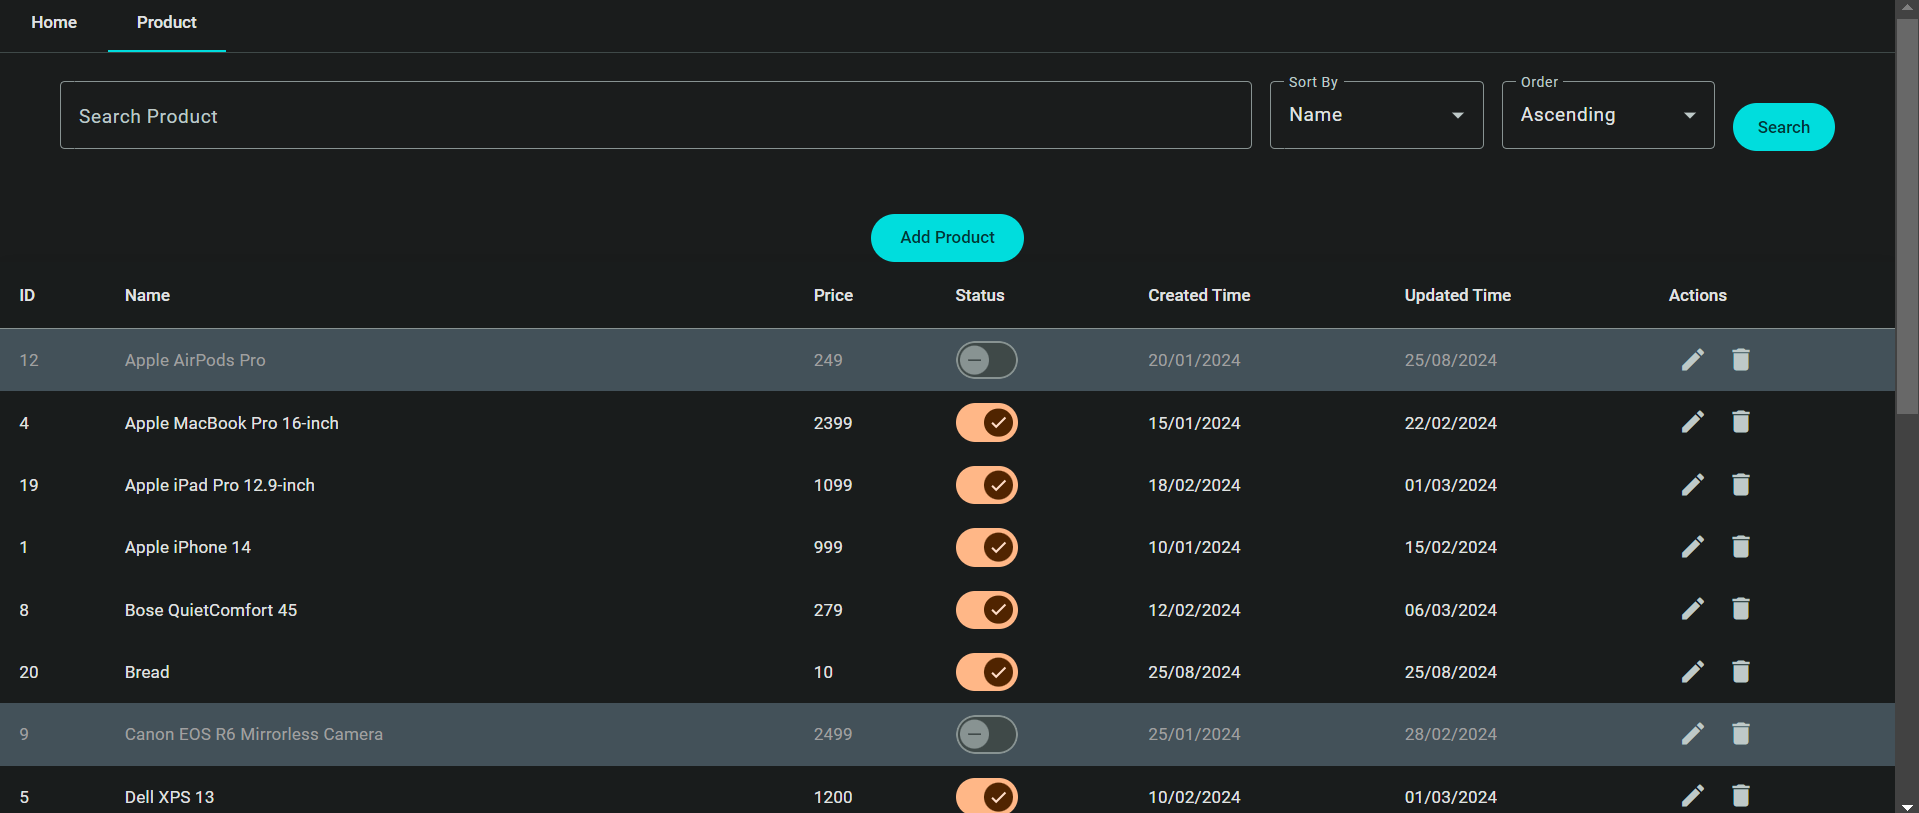 Home Product
Sort By Order
Search Product Name Ascending Search
Add Product
ID Name Price Status Created Time Updated Time Actions
12 Apple AirPods Pro 249 20/01/2024 25/08/2024
4 Apple MacBook Pro 16-inch 2399 15/01/2024 22/02/2024
19 Apple iPad Pro 12.9-inch 1099 18/02/2024 01/03/2024
1 Apple iPhone 14 999 10/01/2024 15/02/2024
8 Bose QuietComfort 45 279 12/02/2024 06/03/2024
20 Bread 10 25/08/2024 25/08/2024
9 Canon EOS R6 Mirrorless Camera 2499 25/01/2024 28/02/2024
5 Dell XPS 13 1200 10/02/2024 01/03/2024